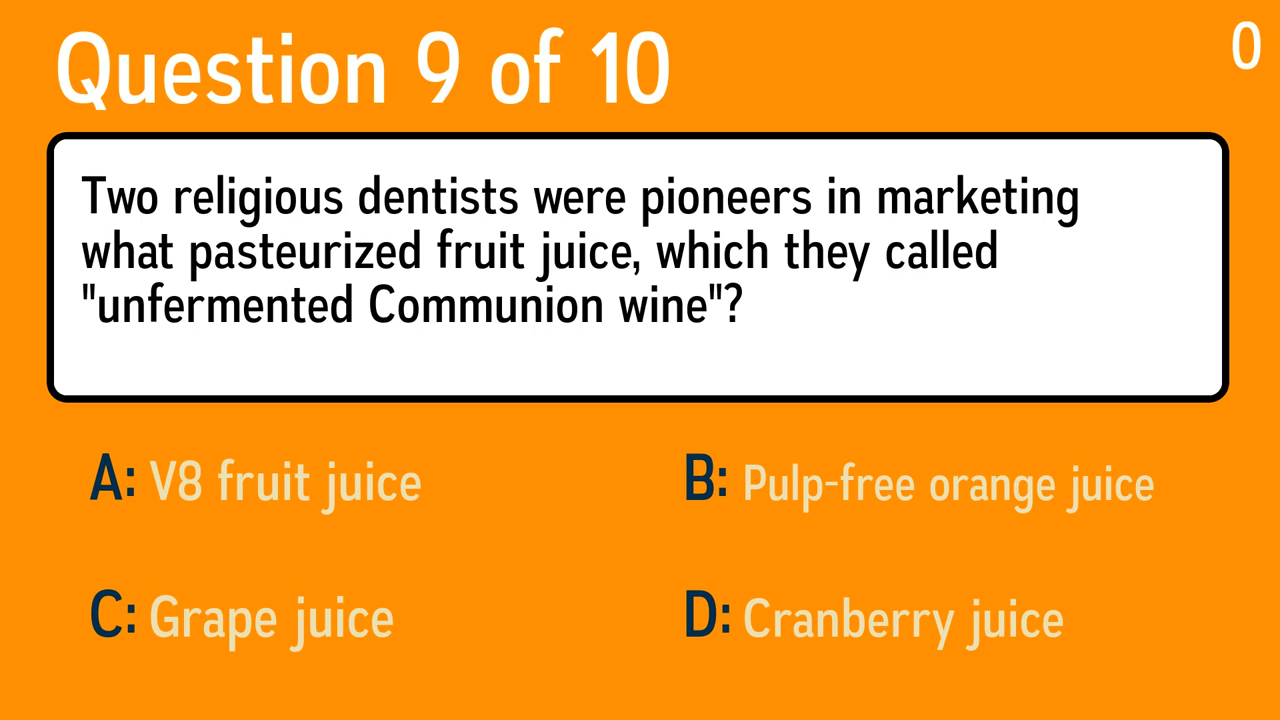 Question 9 of 10
0
Two religious dentists were pioneers in marketing
what pasteurized fruit juice, which they called
"unfermented Communion wine"?
A: V8 fruit juice
B: Pulp-free orange juice
C: Grape juice
D: Cranberry juice